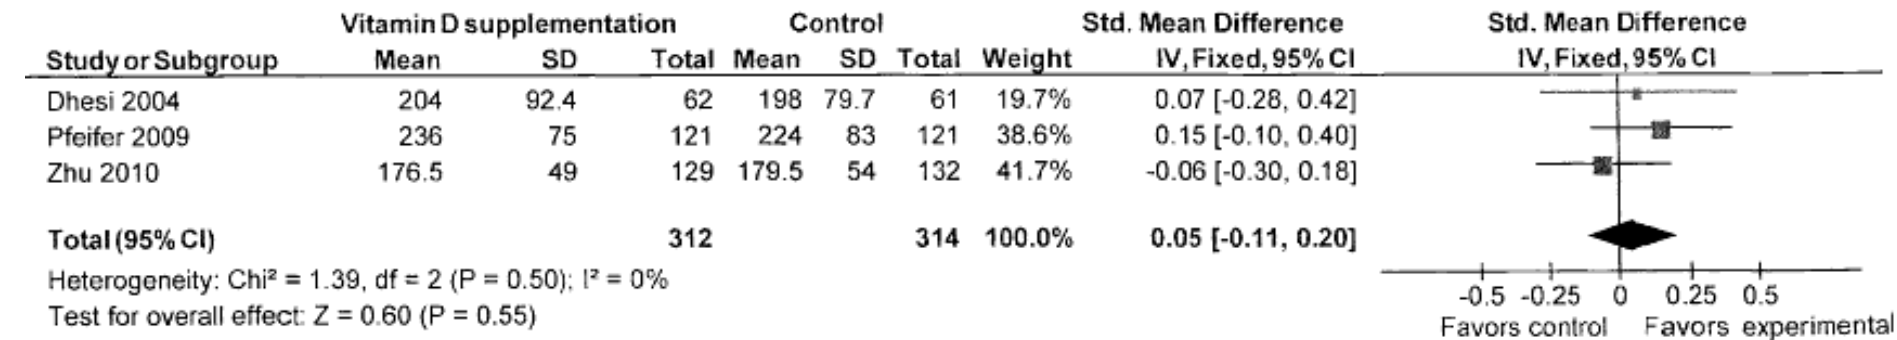 Vitamin D supplementation Control Std. Mean Difference Std. Mean Difference
Study or Subgroup Mean SD Total Mean SD Total Weight IV, Fixed, 95% CI IV, Fixed, 95% CI
Dhesi 2004 204 92.4 62 198 79.7 61 19.7% 0.07 [-0.28, 0.42]
Pfeifer 2009 236 75 121 224 83 121 38.6% 0.15 [-0.10, 0.40]
Zhu 2010 176.5 49 129 179.5 54 132 41.7% -0.06 [-0.30, 0.18]
Total (95% CI) 312 314 100.0% 0.05 [-0.11, 0.20]
Heterogeneity: Chi² = 1.39, df = 2 (P = 0.50); I² = 0%
Test for overall effect: Z = 0.60 (P = 0.55)
-0.5 -0.25 0 0.25 0.5
Favors control Favors experimental